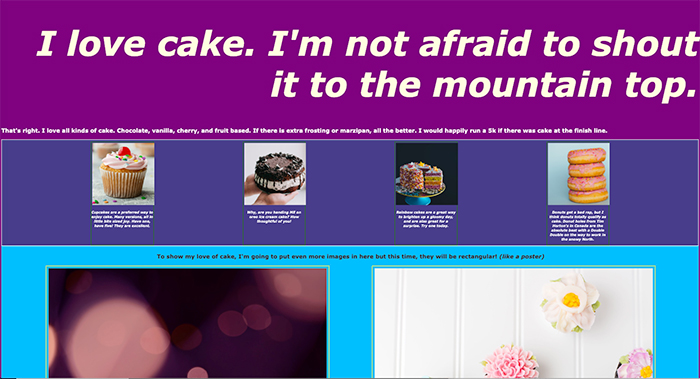 I love cake. I'm not afraid to shout
it to the mountain top.
That's right. I love all kinds of cake. Chocolate, vanilla, cherry, and fruit based. If there is extra frosting or marzipan, all the better. I would happily run a 5k if there was cake at the finish line.
Cupcakes are a preferred way to
enjoy cake. Many versions, all in
little bits sized joy. Have one,
have five! They are excellent.
Why, are you handing ME an
area ice cream cake? How
thoughtful of you!
Rainbow cakes are a great way
to brighten up a gloomy day,
and are also great for a
surprise. Try one today.
Donuts get a bad rep, but I
think donuts totally qualify as
cake. Donut holes from Tim
Horton's in Canada are the
absolute best with a Double
Double on the way to work in
the snowy North.
To show my love of cake, I'm going to put even more images in here but this time, they will be rectangular! (like a poster)